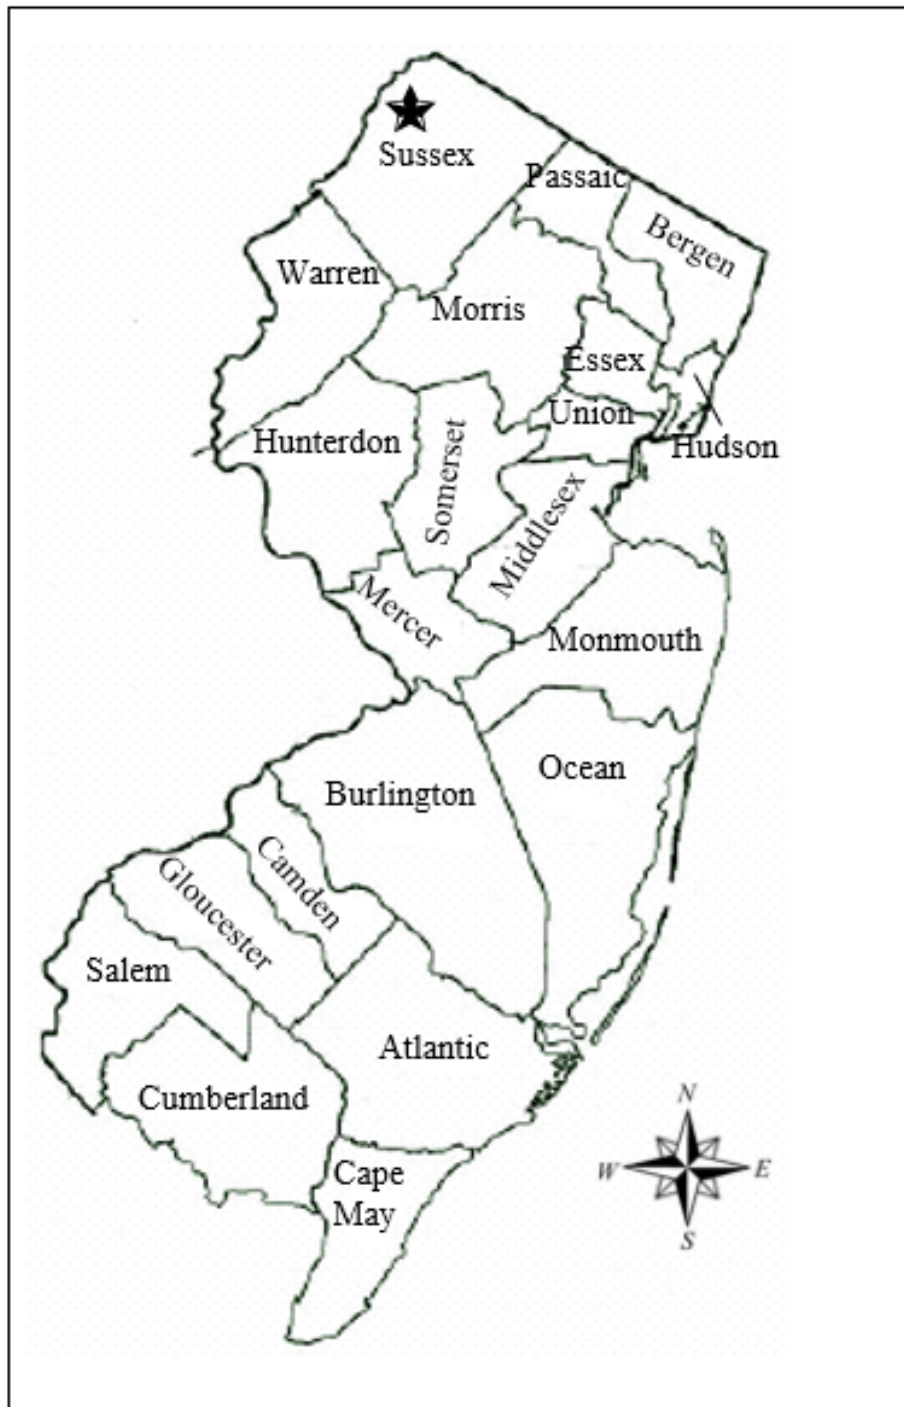 Sussex
Passaic
Bergen
Warren
Morris
Essex
Union
Hudson
Hunterdon
Somerset
Middlesex
Mercer
Monmouth
Ocean
Burlington
Camden
Gloucester
Salem
Atlantic
Cumberland
Cape
May
N
W
E
S